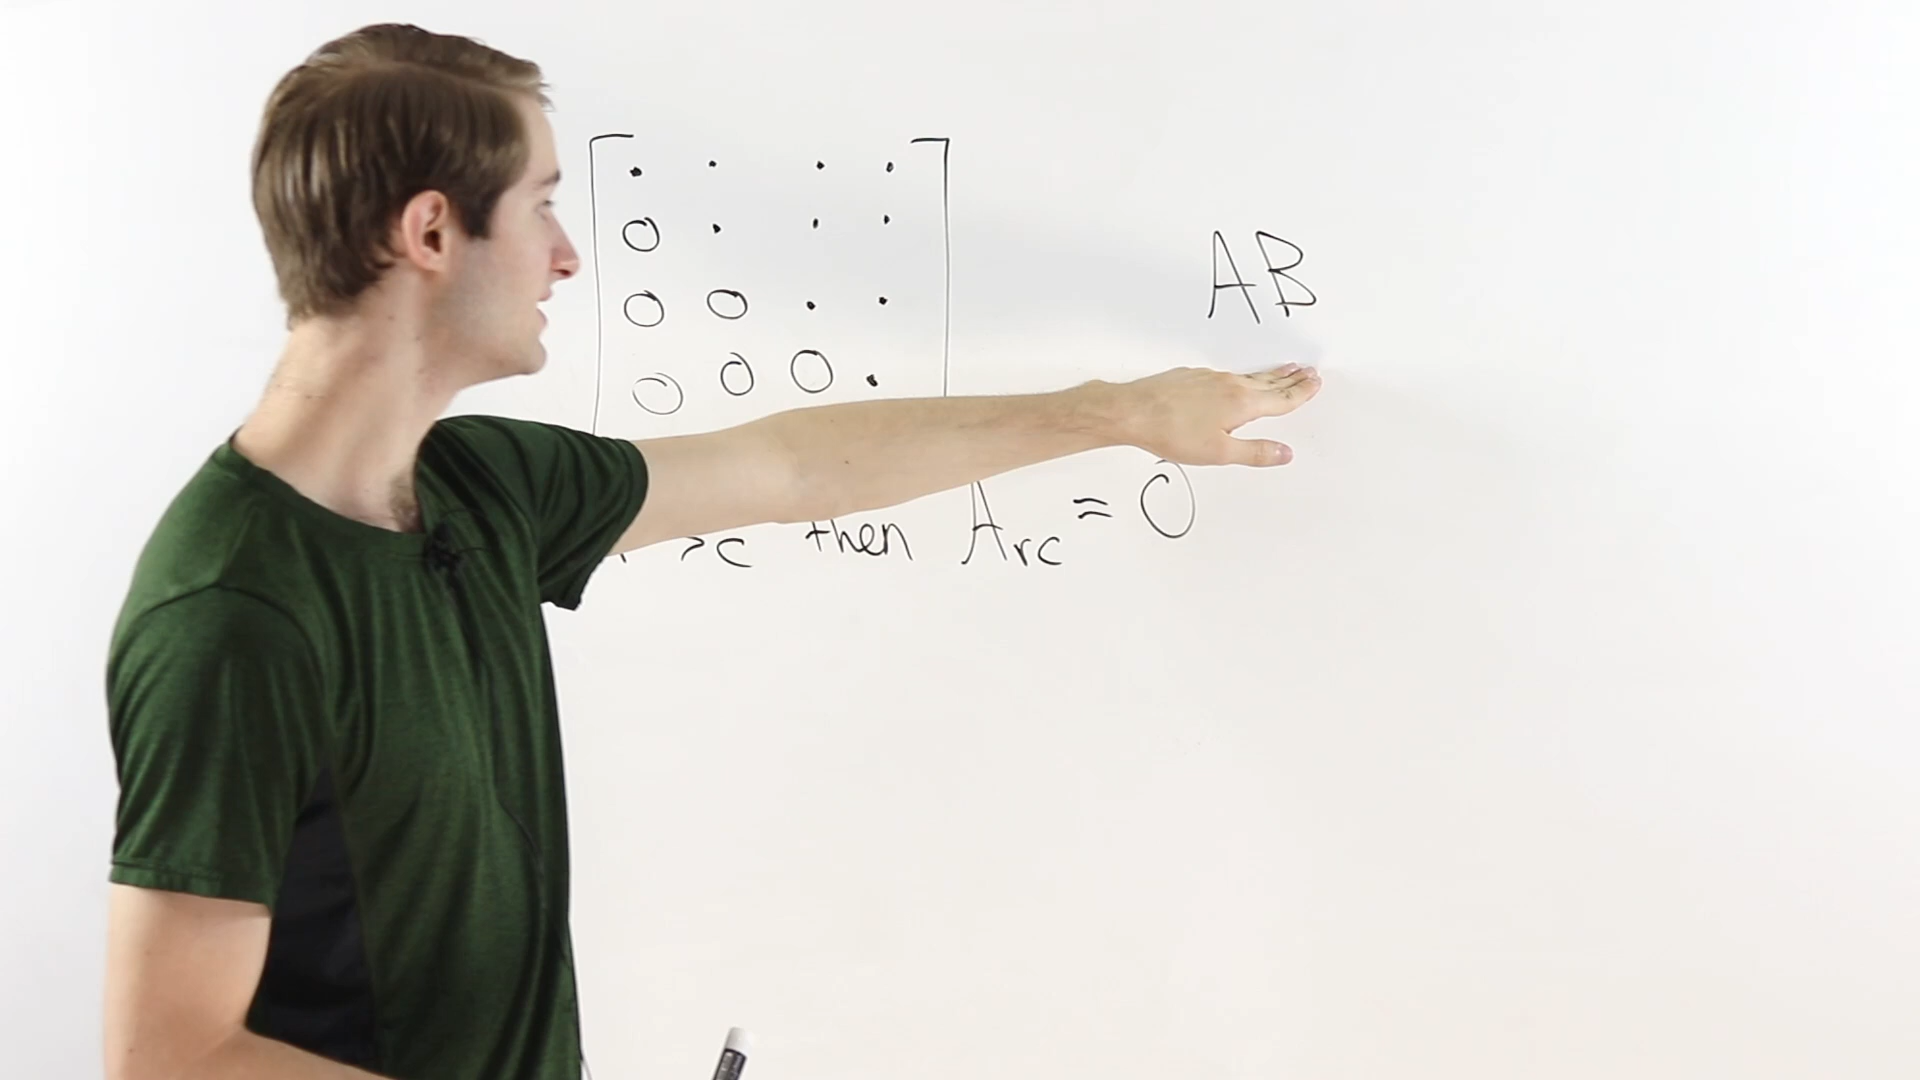 . . . .
O . . .
O O . .
O O O .
AB
>c then Arc = 0